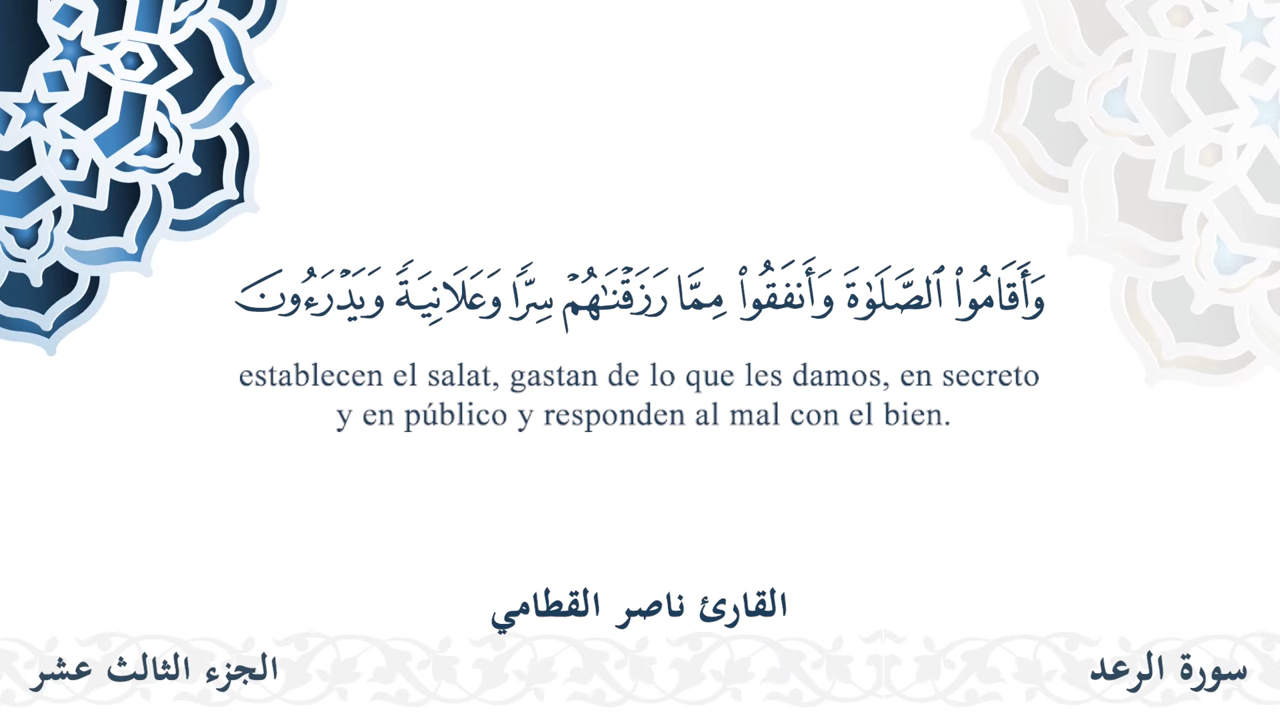 وَأَقَامُوا۟ ٱلصَّلَوٰةَ وَأَنفَقُوا۟ مِمَّا رَزَقْنَـٰهُمْ سِرًّا وَعَلَانِيَةً وَيَدْرَءُونَ
establecen el salat, gastan de lo que les damos, en secreto
y en público y responden al mal con el bien.
القارئ ناصر القطامي
سورة الرعد
الجزء الثالث عشر